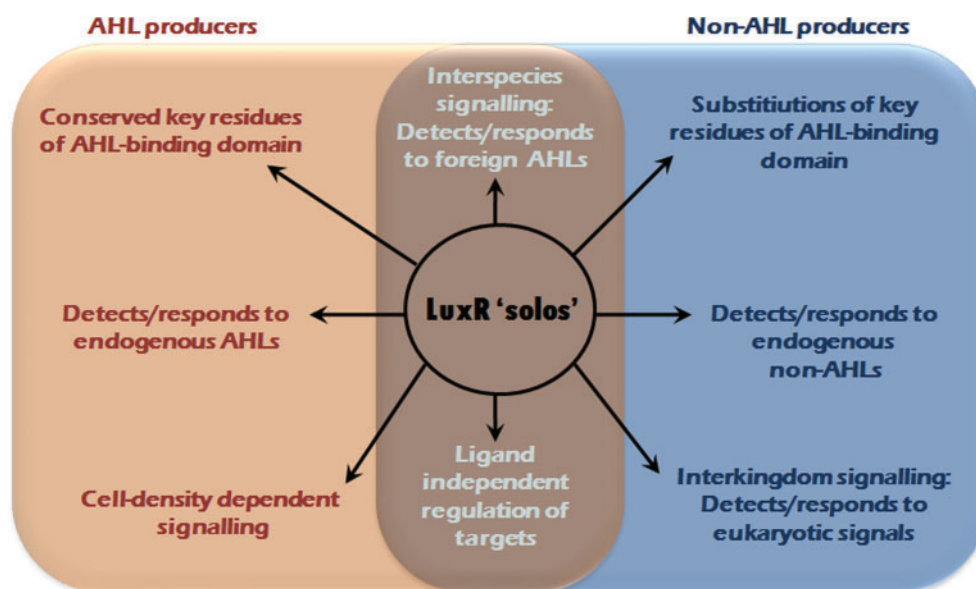 AHL producers
Non-AHL producers
Conserved key residues
of AHL-binding domain
Interspecies
signalling:
Detects/responds
to foreign AHLs
Substitiutions of key
residues of AHL-binding
domain
Detects/responds to
endogenous AHLs
LuxR ‘solos’
Detects/responds to
endogenous
non-AHLs
Cell-density dependent
signalling
Ligand
independent
regulation of
targets
Interkingdom signalling:
Detects/responds to
eukaryotic signals